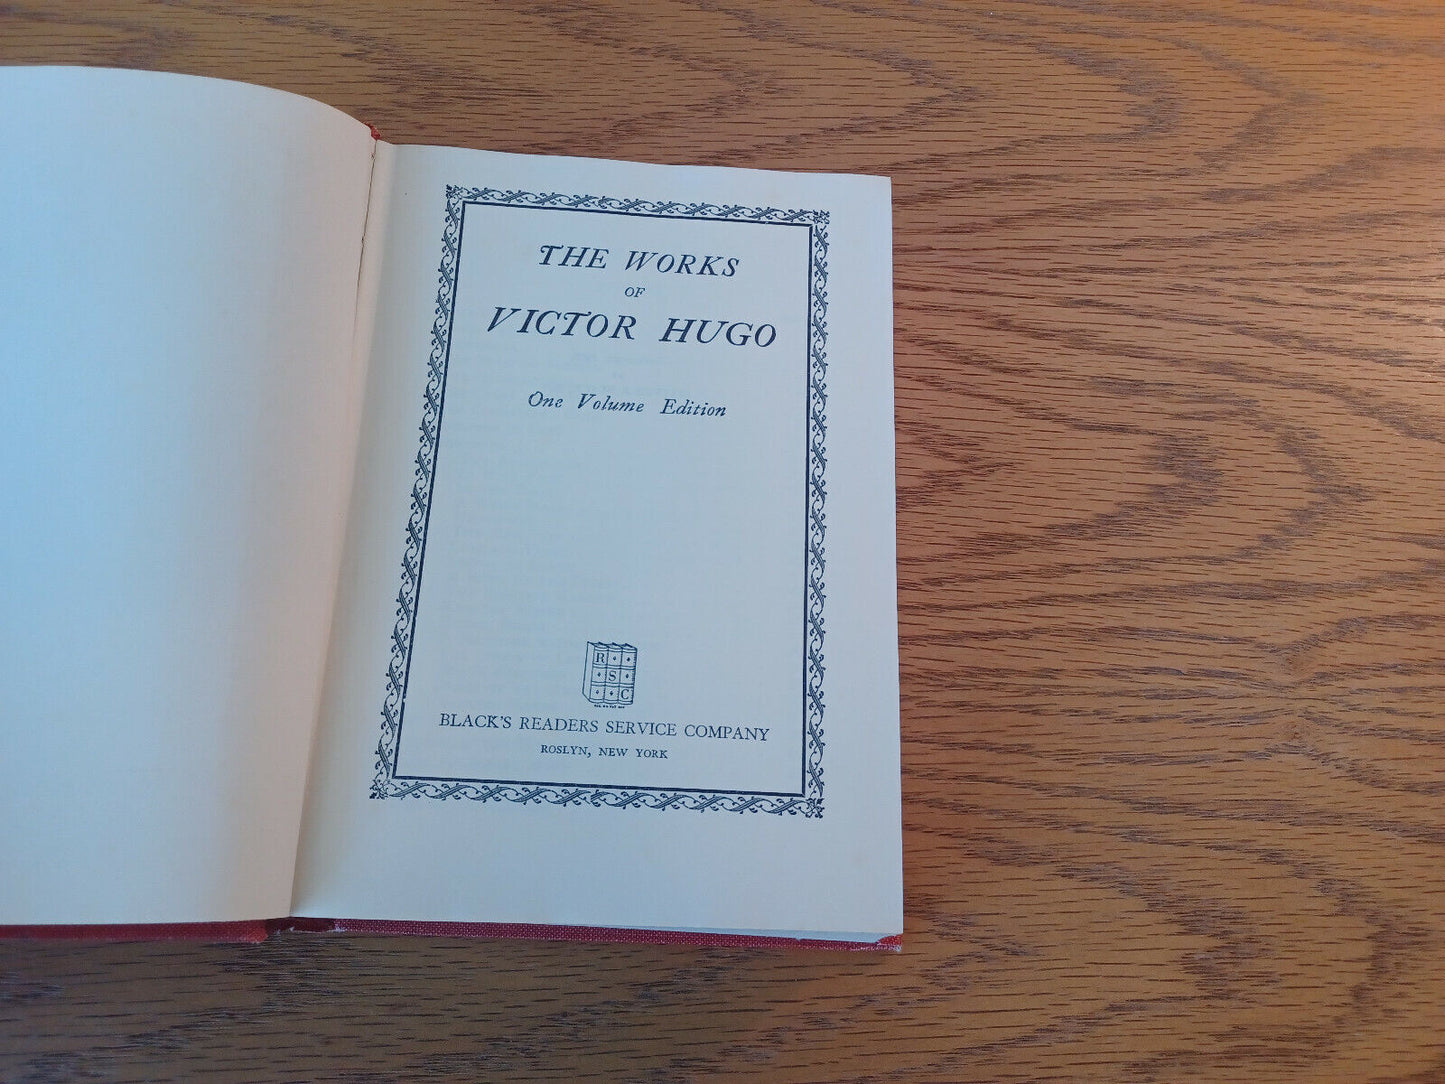 THE WORKS
OF
VICTOR HUGO
One Volume Edition
R
S
C
BLACK'S READERS SERVICE COMPANY
ROSLYN, NEW YORK